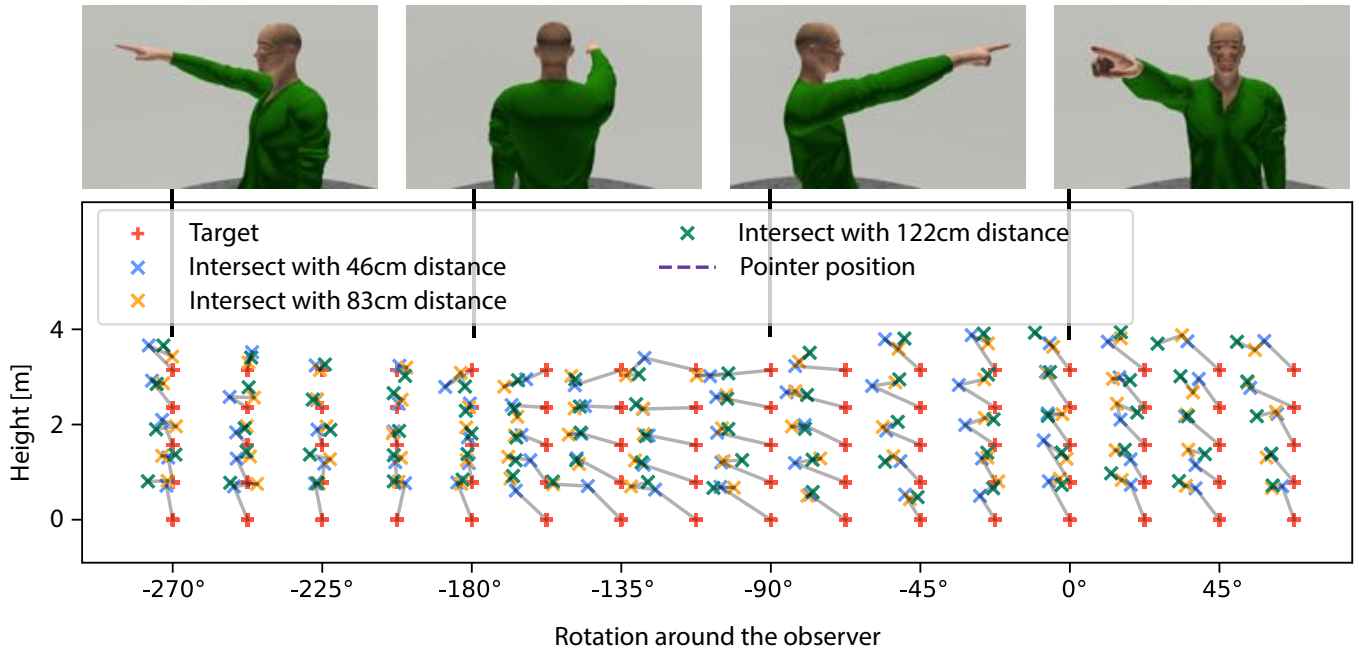 Target
Intersect with 46cm distance
Intersect with 83cm distance
Intersect with 122cm distance
Pointer position
4
2
0
Height [m]
-270° -225° -180° -135° -90° -45° 0° 45°
Rotation around the observer